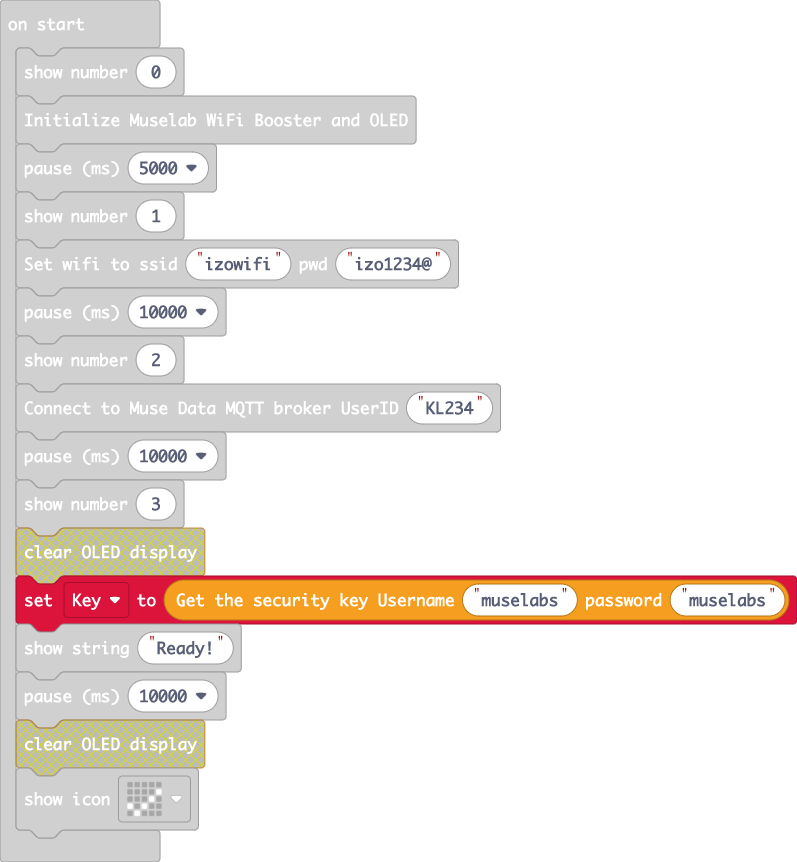 on start
show number 0
Initialize Muselab WiFi Booster and OLED
pause (ms) 5000
show number 1
Set wifi to ssid "izowifi" pwd "izo1234@"
pause (ms) 10000
show number 2
Connect to Muse Data MQTT broker UserID "KL234"
pause (ms) 10000
show number 3
clear OLED display
set Key to Get the security key Username "muselabs" password "muselabs"
show string "Ready!"
pause (ms) 10000
clear OLED display
show icon